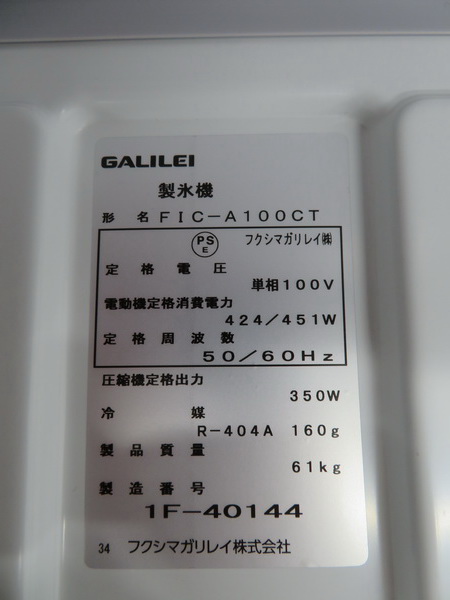 GALILEI
製氷機
形名 FIC-A100CT
PS E フクシマガリレイ㈱
定格電圧
単相100V
電動機定格消費電力
424/451W
定格周波数
50/60Hz
圧縮機定格出力
350W
冷媒
R-404A 160g
製品質量
61kg
製造番号
1F-40144
34 フクシマガリレイ株式会社